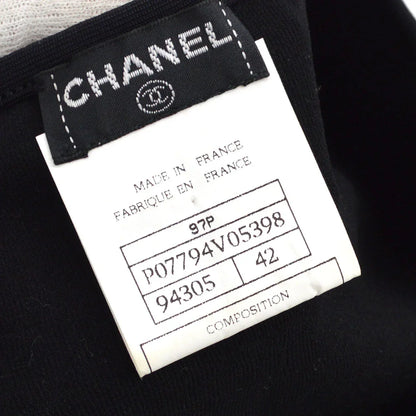 CHANEL
MADE IN FRANCE
FABRIQUE EN FRANCE
97P
P07794V05398
94305 42
COMPOSITION